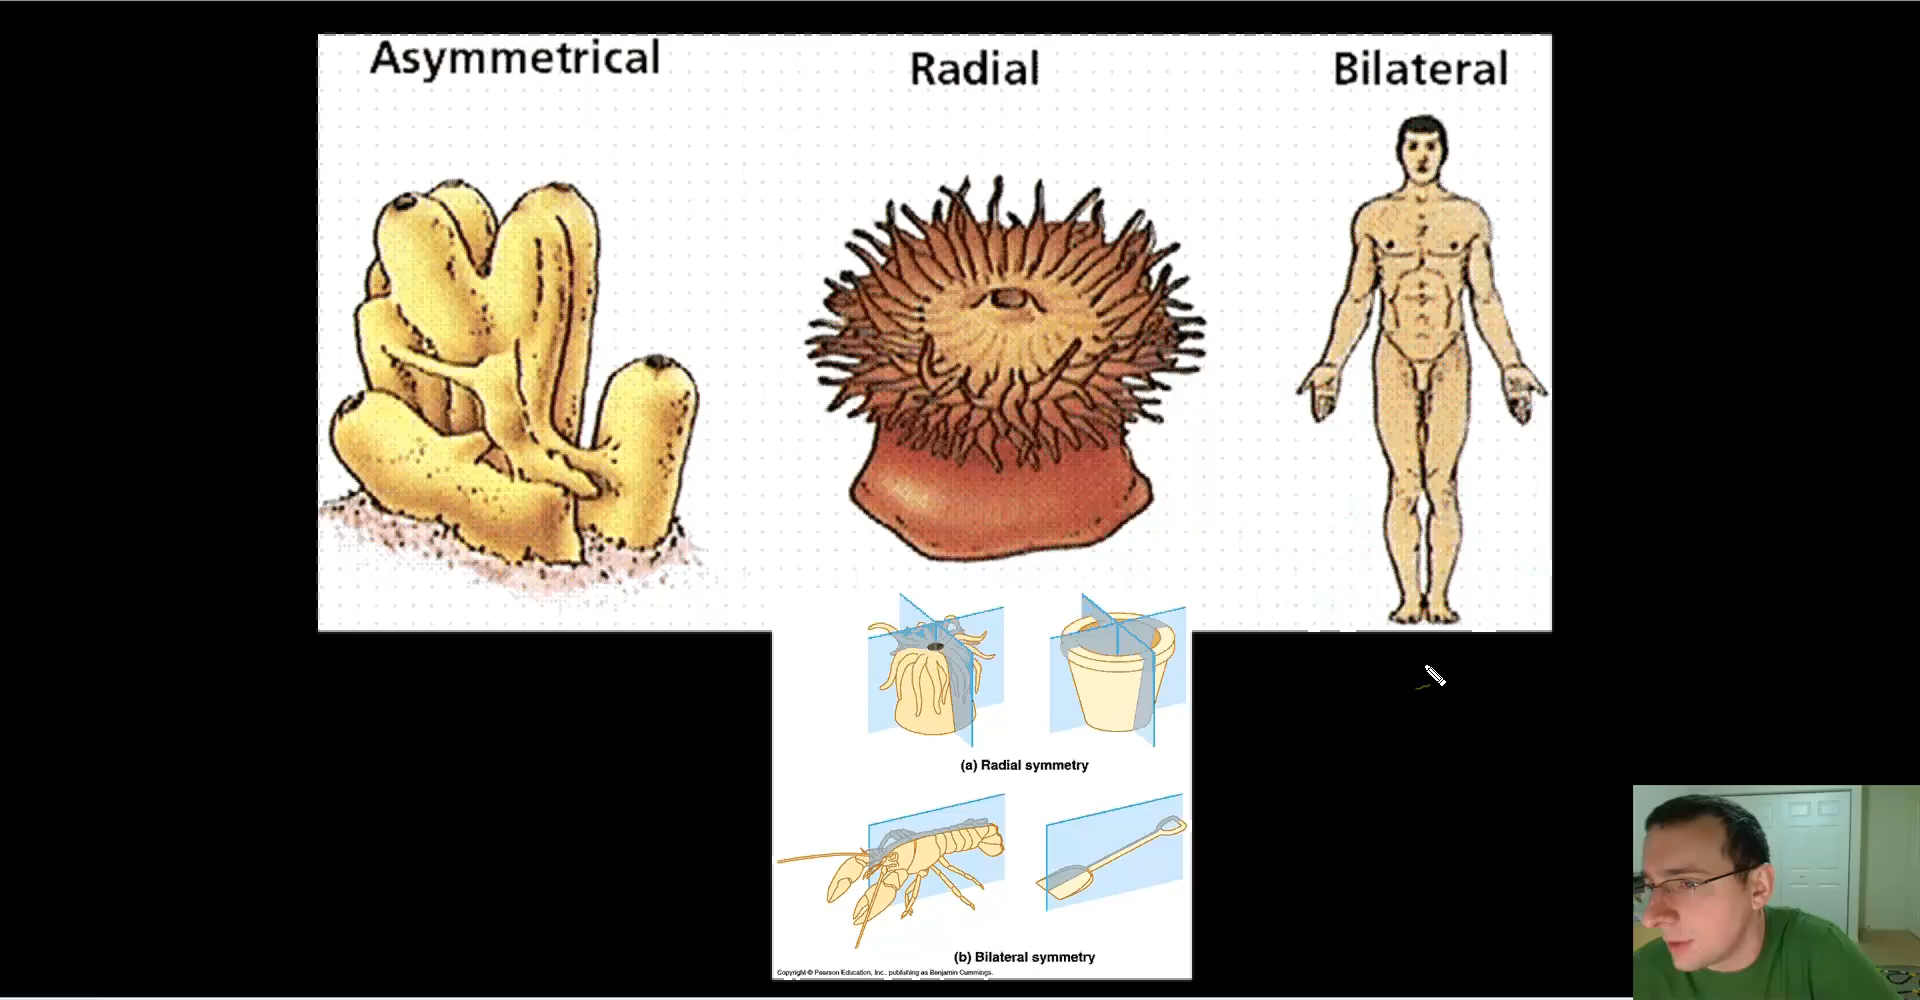 Asymmetrical
Radial
Bilateral
(a) Radial symmetry
(b) Bilateral symmetry
Copyright © Pearson Education, Inc., publishing as Benjamin Cummings.